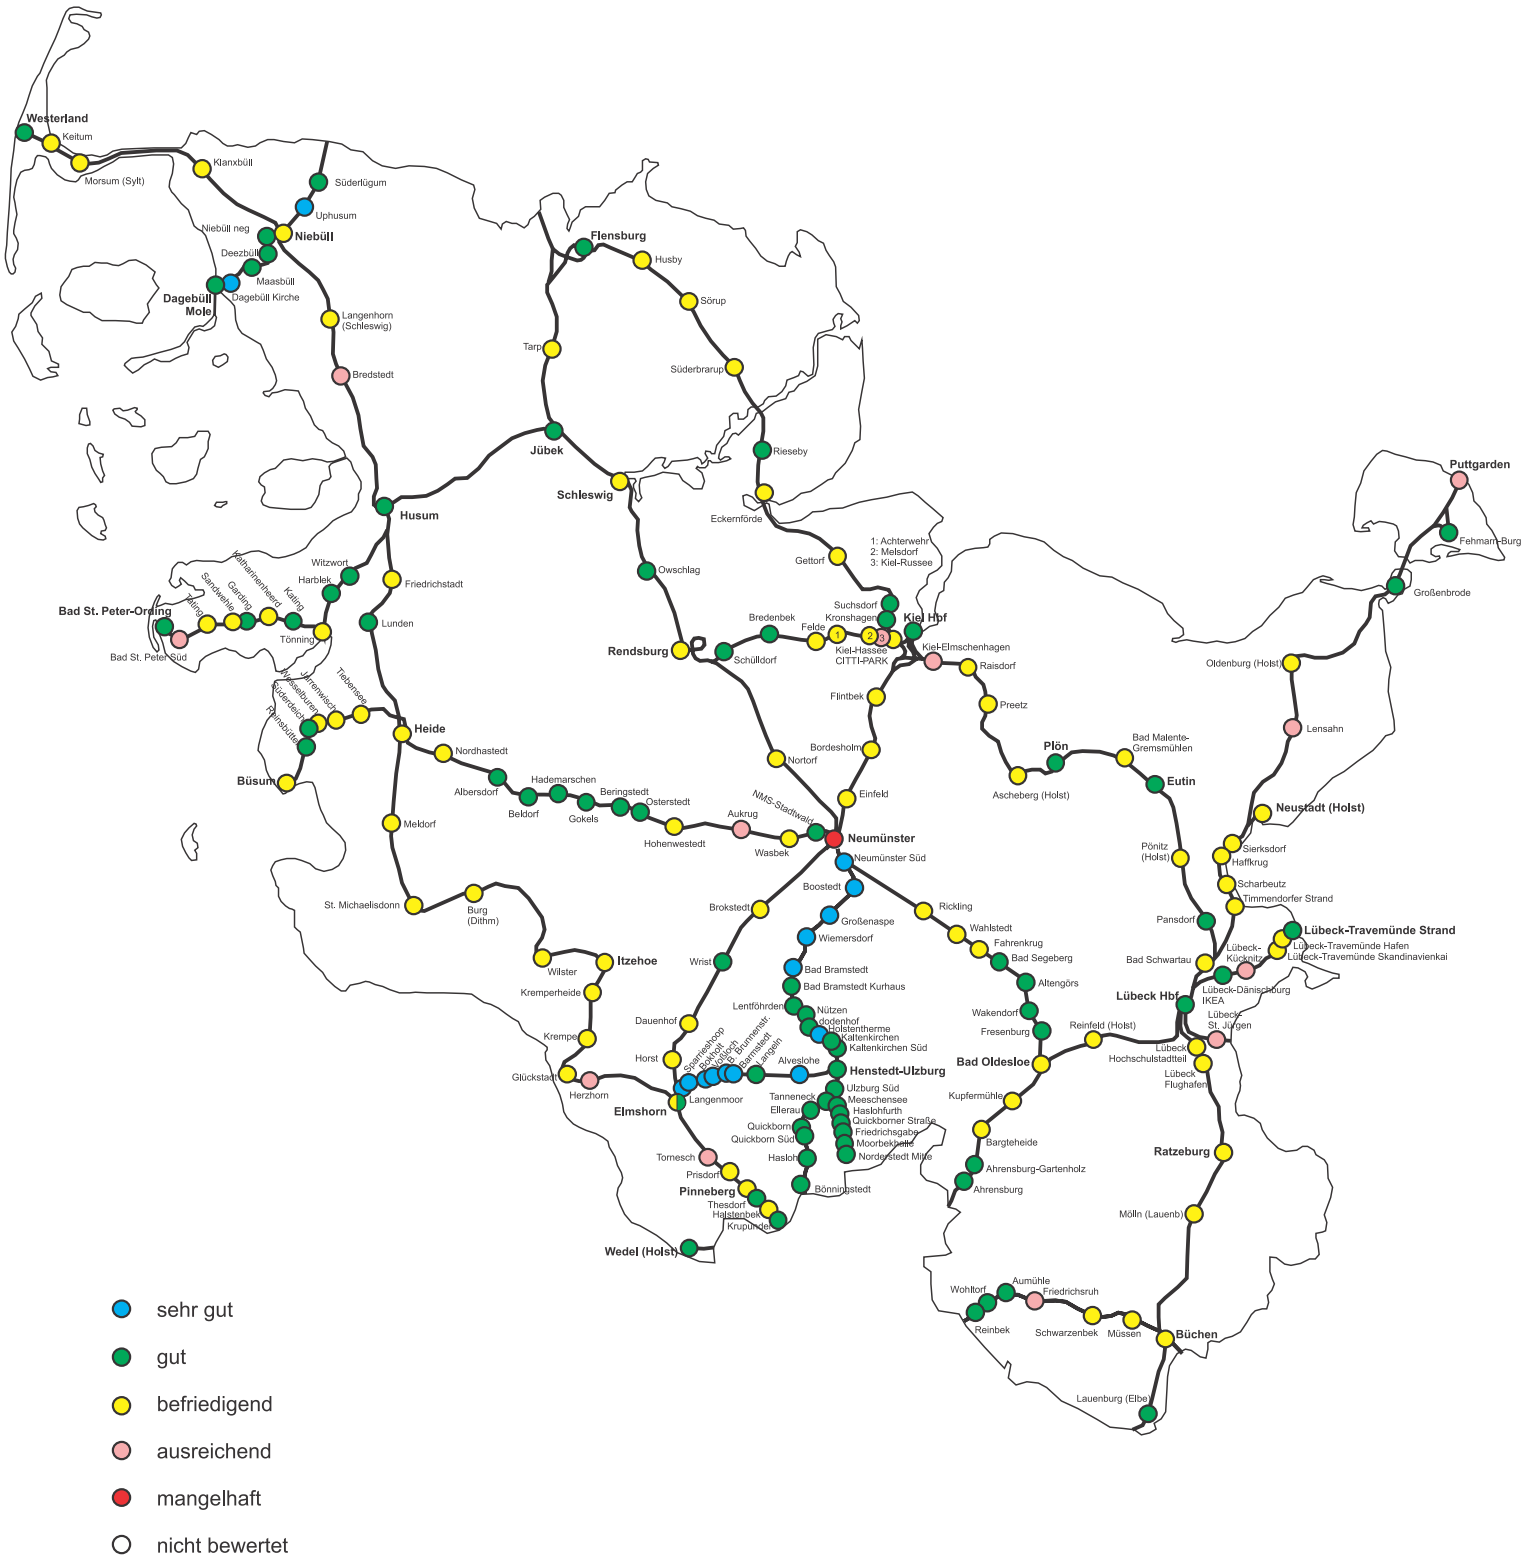 Westerland
Keitum
Morsum (Sylt)
Klanxbüll
Süderlügum
Uphusum
Niebüll neg
Niebüll
Deezbüll
Maasbüll
Dagebüll Kirche
Dagebüll
Mole
Langenhorn
(Schleswig)
Bredstedt
Flensburg
Husby
Sörup
Süderbrarup
Tarp
Jübek
Schleswig
Rieseby
Eckernförde
Gettorf
1: Achterwehr
2: Melsdorf
3: Kiel-Russee
Husum
Witzwort
Harblek
Friedrichstadt
Katharinenheerd
Sandwehle
Garding
Kating
Tating
Bad St. Peter-Ording
Bad St. Peter Süd
Tönning
Lunden
Owschlag
Rendsburg
Schülldorf
Bredenbek
Felde
1
2
3
Suchsdorf
Kronshagen
Kiel Hbf
Kiel-Hassee
CITTI-PARK
Kiel-Elmschenhagen
Raisdorf
Preetz
Flintbek
Bordesholm
Einfeld
Nortorf
Ascheberg (Holst)
Plön
Bad Malente-
Gremsmühlen
Eutin
Pönitz
(Holst)
Pansdorf
Bad Schwartau
Puttgarden
Fehmarn-Burg
Großenbrode
Oldenburg (Holst)
Lensahn
Neustadt (Holst)
Sierksdorf
Haffkrug
Scharbeutz
Timmendorfer Strand
Lübeck-Travemünde Strand
Lübeck-Travemünde Hafen
Lübeck-Travemünde Skandinavienkai
Lübeck-
Kücknitz
Lübeck-Dänischburg
IKEA
Lübeck Hbf
Lübeck-
St. Jürgen
Lübeck
Hochschulstadtteil
Lübeck
Flughafen
Reinfeld (Holst)
Tiebensee
Jarrenwisch
Wesselburen
Süderdeich
Reinsbüttel
Büsum
Heide
Nordhastedt
Albersdorf
Beldorf
Hademarschen
Gokels
Beringstedt
Osterstedt
Hohenwestedt
Aukrug
Wasbek
NMS-Stadtwald
Neumünster
Neumünster Süd
Boostedt
Großenaspe
Wiemersdorf
Bad Bramstedt
Bad Bramstedt Kurhaus
Lentföhrden
Nützen
dodenhof
Holstentherme
Kaltenkirchen
Kaltenkirchen Süd
Henstedt-Ulzburg
Ulzburg Süd
Meeschensee
Haslohfurth
Quickborner Straße
Friedrichsgabe
Moorbekhalle
Norderstedt Mitte
Tanneneck
Ellerau
Quickborn
Quickborn Süd
Hasloh
Bönningstedt
Rickling
Wahlstedt
Fahrenkrug
Bad Segeberg
Altengörs
Wakendorf
Fresenburg
Bad Oldesloe
Kupfermühle
Bargteheide
Ahrensburg-Gartenholz
Ahrensburg
Meldorf
St. Michaelisdonn
Burg
(Dithm)
Wilster
Itzehoe
Kremperheide
Krempe
Glückstadt
Herzhorn
Brokstedt
Wrist
Dauenhof
Horst
Elmshorn
Langenmoor
Sparrieshoop
Bokholt
Voßloch
B. Brunnenstr.
Barmstedt
Langeln
Alveslohe
Tornesch
Prisdorf
Pinneberg
Thesdorf
Halstenbek
Krupunder
Wedel (Holst)
Ratzeburg
Mölln (Lauenb)
Büchen
Müssen
Schwarzenbek
Friedrichsruh
Aumühle
Wohltorf
Reinbek
Lauenburg (Elbe)
sehr gut
gut
befriedigend
ausreichend
mangelhaft
nicht bewertet